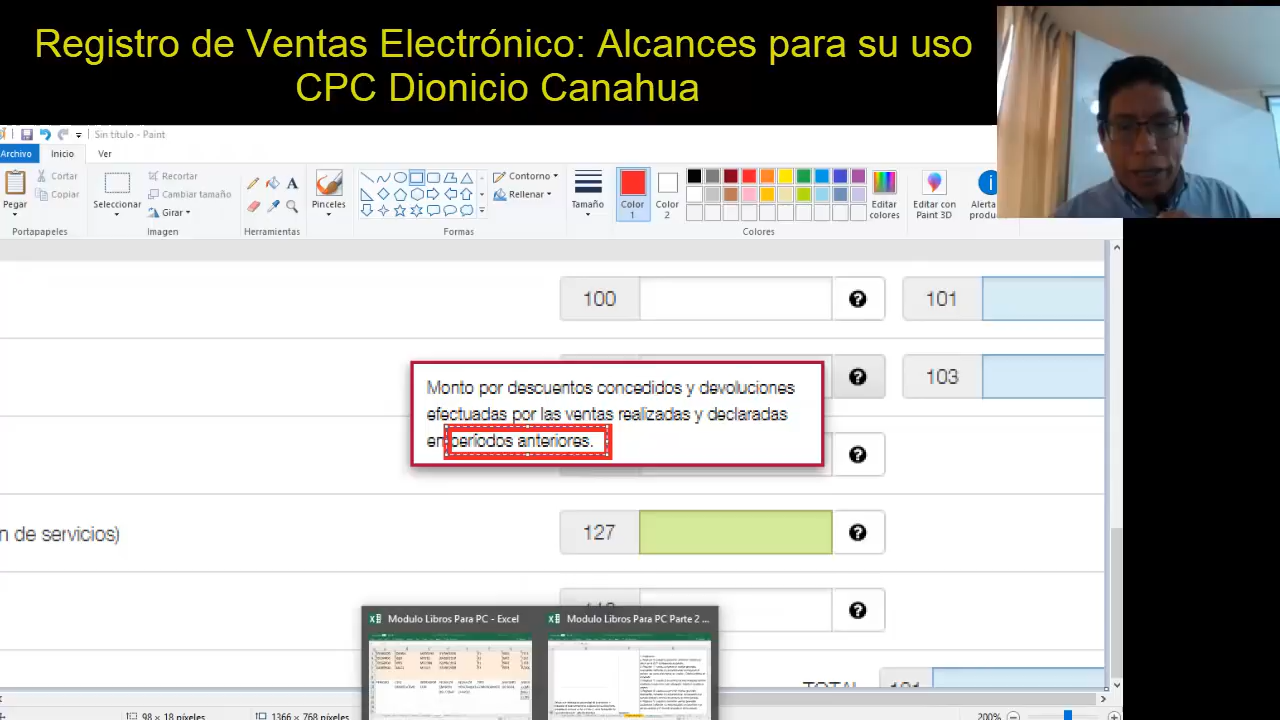 Registro de Ventas Electrónico: Alcances para su uso
CPC Dionicio Canahua
Sin título - Paint
Archivo Inicio Ver
Pegar Cortar Copiar
Portapapeles
Seleccionar Recortar Cambiar tamaño Girar
Imagen
Herramientas
Pinceles
Contorno
Rellenar
Formas
Tamaño
Color 1
Color 2
Editar colores
Colores
Editar con Paint 3D
Alerta
100 101
103
Monto por descuentos concedidos y devoluciones
efectuadas por las ventas realizadas y declaradas
en períodos anteriores.
n de servicios) 127
Modulo Libros Para PC - Excel
Modulo Libros Para PC Parte 2 ...
200%